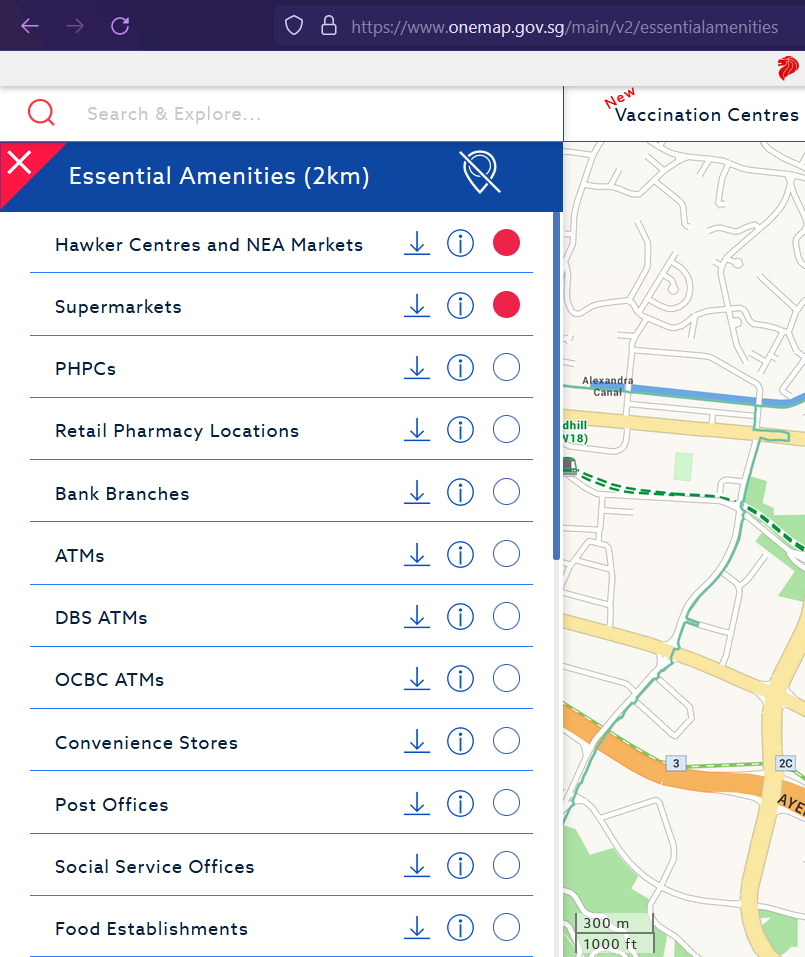 https://www.onemap.gov.sg/main/v2/essentialamenities
Search & Explore...
New
Vaccination Centres
Essential Amenities (2km)
Hawker Centres and NEA Markets
Supermarkets
PHPCs
Retail Pharmacy Locations
Bank Branches
ATMs
DBS ATMs
OCBC ATMs
Convenience Stores
Post Offices
Social Service Offices
Food Establishments
Alexandra
Canal
dhill
W18)
3
2C
AYE
300 m
1000 ft